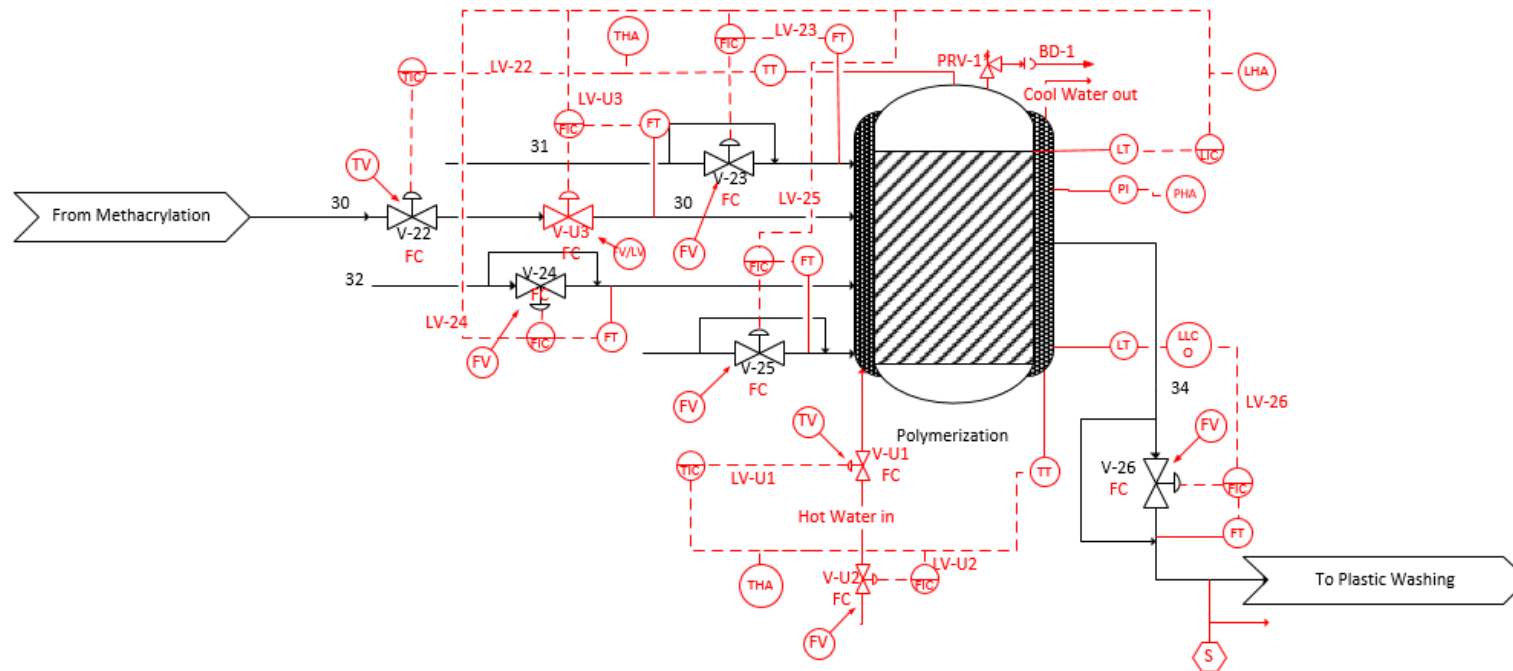 THA
FIC
LV-23
FT
BD-1
PRV-1
TIC
LV-22
TT
LHA
Cool Water out
LV-U3
FIC
FT
31
LT
LIC
TV
V-23
FC
PI
PHA
LV-25
From Methacrylation
30
30
V-22
FC
V-U3
FC
FV/LV
FV
FIC
FT
V-24
FC
32
LV-24
FIC
FT
LT
LLC
O
FV
V-25
FC
34
LV-26
FV
TV
FV
Polymerization
V-U1
FC
TIC
LV-U1
TT
V-26
FC
FIC
Hot Water in
FT
LV-U2
THA
V-U2
FC
FIC
To Plastic Washing
FV
S